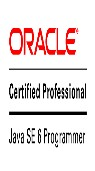 ORACLE
Certified Professional
Java SE 6 Programmer